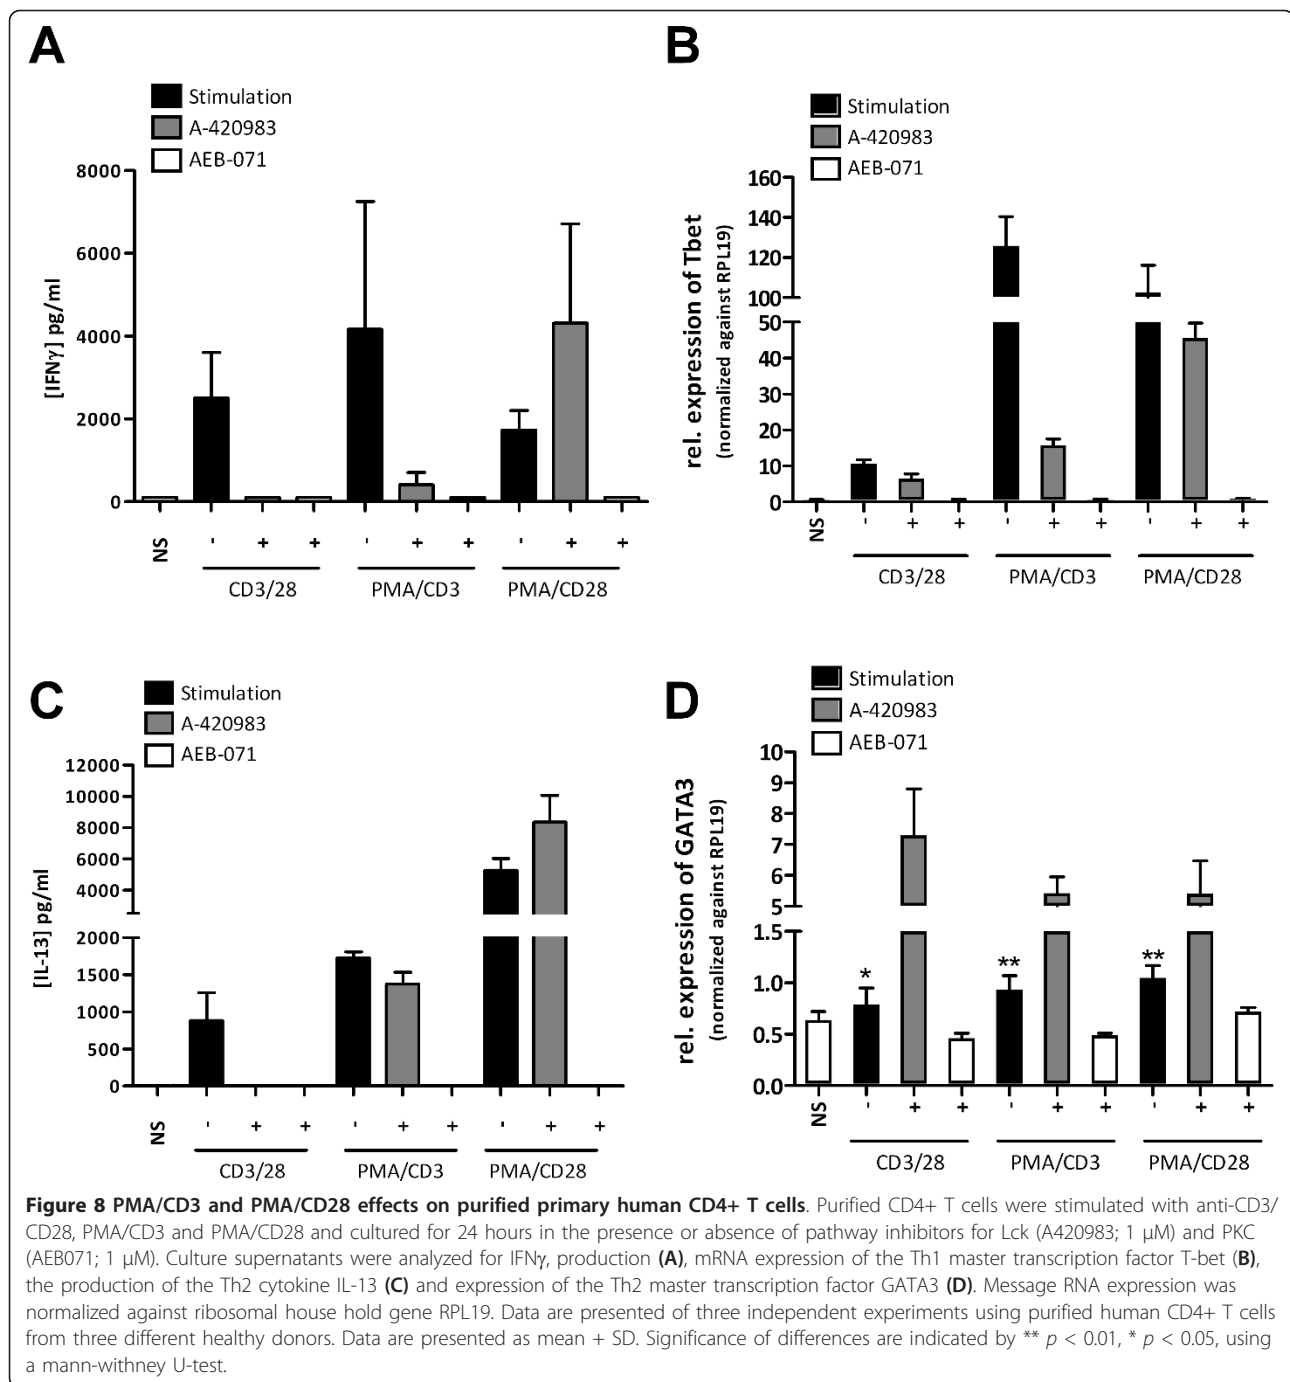 A
Stimulation
A-420983
AEB-071
[IFNγ] pg/ml
8000
6000
4000
2000
0
NS - + + - + + - + +
CD3/28 PMA/CD3 PMA/CD28
B
Stimulation
A-420983
AEB-071
rel. expression of Tbet
(normalized against RPL19)
160
140
120
100
50
40
30
20
10
0
NS - + + - + + - + +
CD3/28 PMA/CD3 PMA/CD28
C
Stimulation
A-420983
AEB-071
[IL-13] pg/ml
12000
10000
8000
6000
4000
2000
1500
1000
500
0
NS - + + - + + - + +
CD3/28 PMA/CD3 PMA/CD28
D
Stimulation
A-420983
AEB-071
rel. expression of GATA3
(normalized against RPL19)
10
9
8
7
6
5
1.5
1.0
0.5
0.0
* ** **
NS - + + - + + - + +
CD3/28 PMA/CD3 PMA/CD28
Figure 8 PMA/CD3 and PMA/CD28 effects on purified primary human CD4+ T cells. Purified CD4+ T cells were stimulated with anti-CD3/
CD28, PMA/CD3 and PMA/CD28 and cultured for 24 hours in the presence or absence of pathway inhibitors for Lck (A420983; 1 μM) and PKC
(AEB071; 1 μM). Culture supernatants were analyzed for IFNγ, production (A), mRNA expression of the Th1 master transcription factor T-bet (B),
the production of the Th2 cytokine IL-13 (C) and expression of the Th2 master transcription factor GATA3 (D). Message RNA expression was
normalized against ribosomal house hold gene RPL19. Data are presented of three independent experiments using purified human CD4+ T cells
from three different healthy donors. Data are presented as mean + SD. Significance of differences are indicated by ** p < 0.01, * p < 0.05, using
a mann-withney U-test.